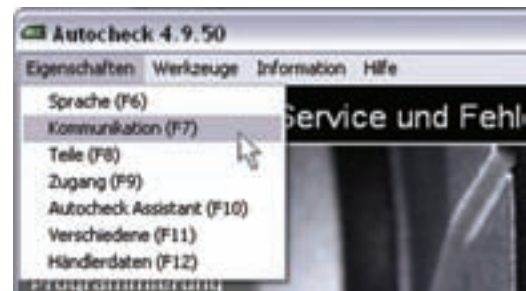 Autocheck 4.9.50
Eigenschaften Werkzeuge Information Hilfe
Service und Fehl
Sprache (F6)
Kommunikation (F7)
Teile (F8)
Zugang (F9)
Autocheck Assistant (F10)
Verschiedene (F11)
Händlerdaten (F12)